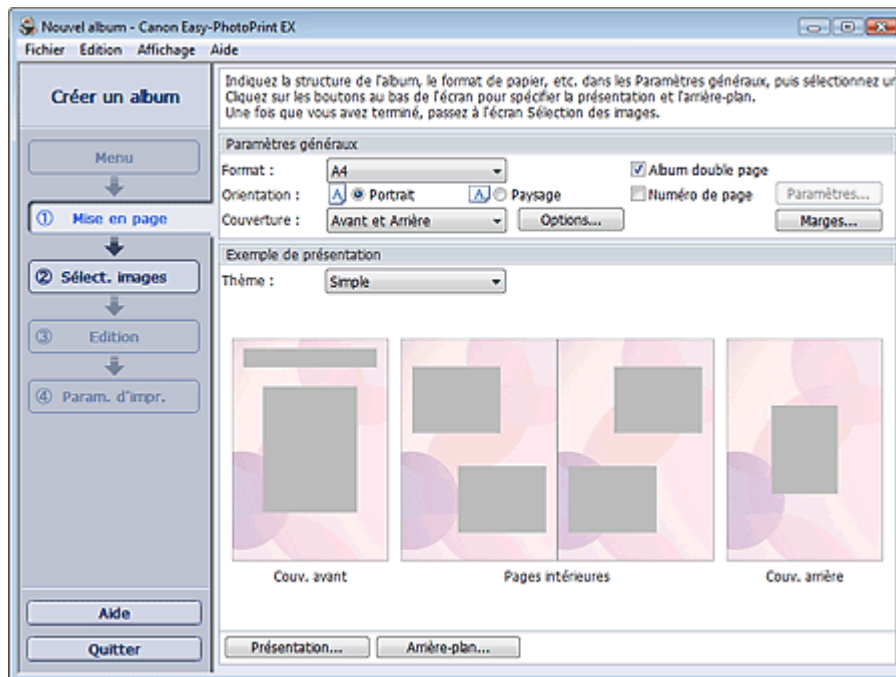 Nouvel album - Canon Easy-PhotoPrint EX
Fichier Edition Affichage Aide
Créer un album
Menu
① Mise en page
② Sélect. images
③ Edition
④ Param. d'impr.
Aide
Quitter
Indiquez la structure de l'album, le format de papier, etc. dans les Paramètres généraux, puis sélectionnez
Cliquez sur les boutons au bas de l'écran pour spécifier la présentation et l'arrière-plan.
Une fois que vous avez terminé, passez à l'écran Sélection des images.
Paramètres généraux
Format : A4 Album double page
Orientation : A Portrait A Paysage Numéro de page Paramètres...
Couverture : Avant et Arrière Options... Marges...
Exemple de présentation
Thème : Simple
Couv. avant Pages intérieures Couv. arrière
Présentation... Arrière-plan...